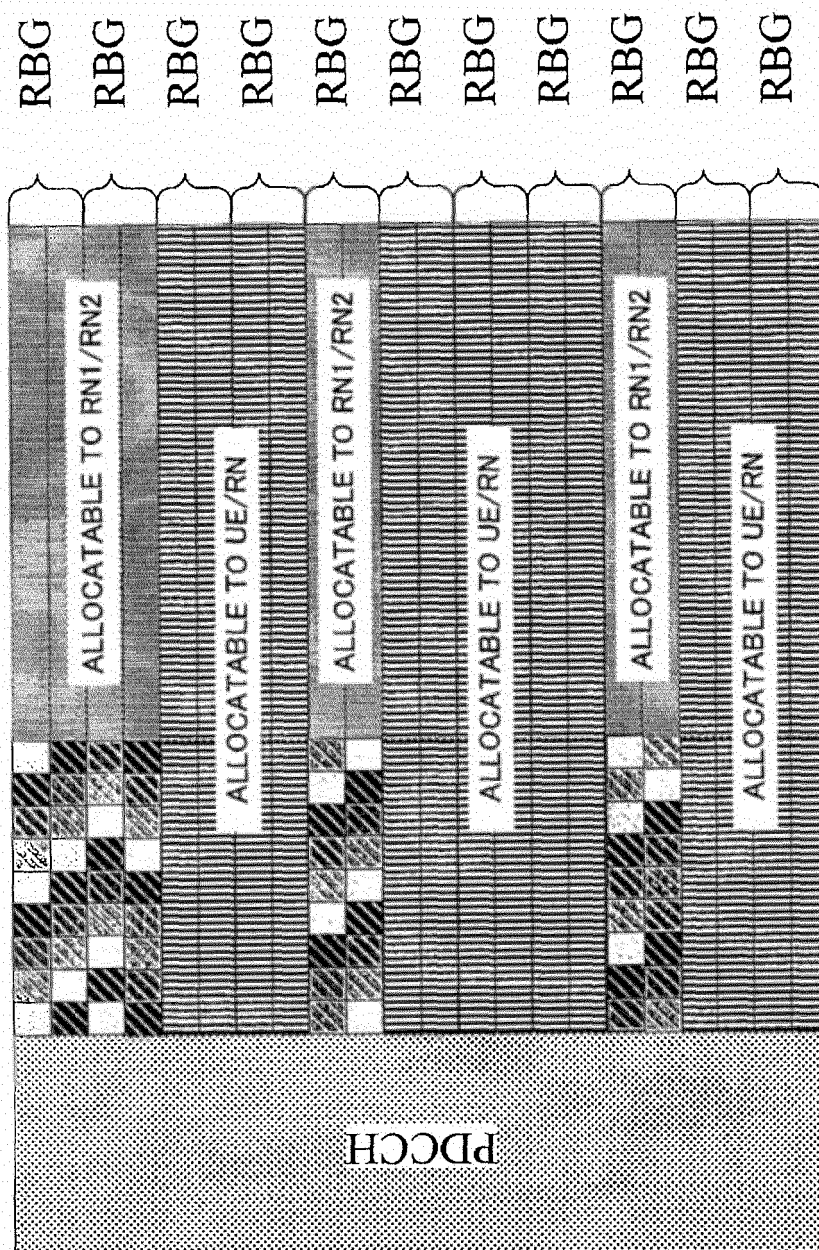 RBG
RBG
RBG
RBG
RBG
RBG
RBG
RBG
RBG
RBG
RBG
ALLOCATABLE TO RN1/RN2
ALLOCATABLE TO UE/RN
ALLOCATABLE TO RN1/RN2
ALLOCATABLE TO UE/RN
ALLOCATABLE TO RN1/RN2
ALLOCATABLE TO UE/RN
PDCCH